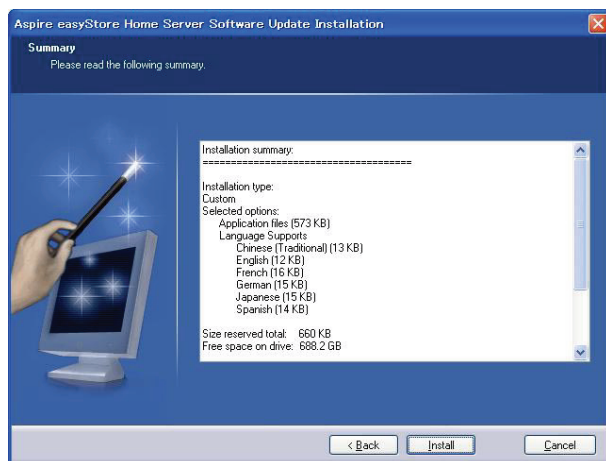 Aspire easyStore Home Server Software Update Installation
Summary
Please read the following summary.
Installation summary:
=====================================
Installation type:
Custom
Selected options:
Application files (573 KB)
Language Supports
Chinese (Traditional) (13 KB)
English (12 KB)
French (16 KB)
German (15 KB)
Japanese (15 KB)
Spanish (14 KB)
Size reserved total: 660 KB
Free space on drive: 688.2 GB
< Back
Install
Cancel